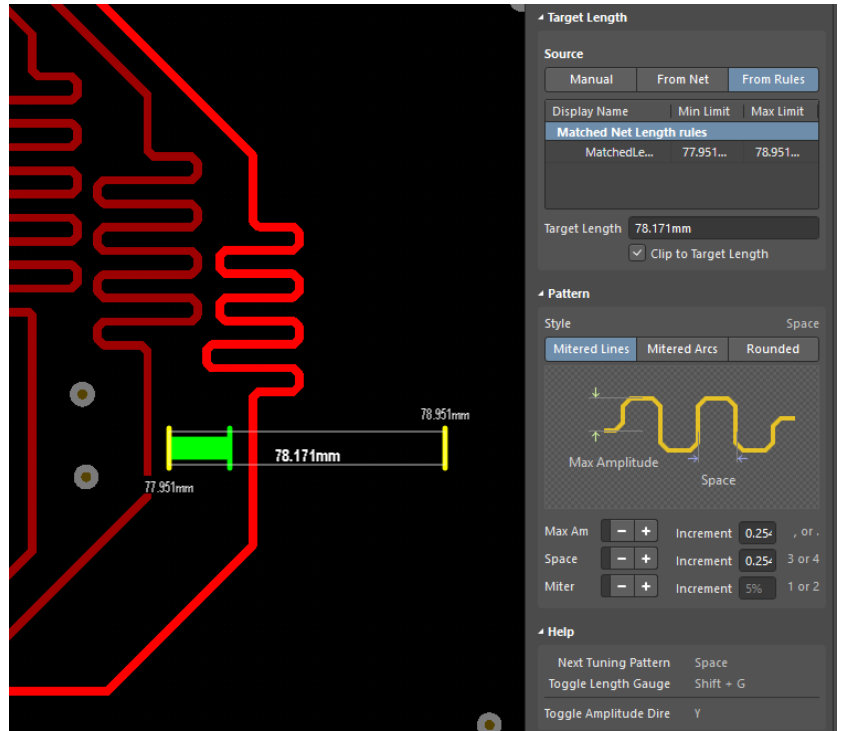 78.951mm
78.171mm
77.951mm
Target Length
Source
Manual From Net From Rules
Display Name Min Limit Max Limit
Matched Net Length rules
MatchedLe... 77.951... 78.951...
Target Length 78.171mm
Clip to Target Length
Pattern
Style Space
Mitered Lines Mitered Arcs Rounded
Max Amplitude
Space
Max Am - + Increment 0.254 , or .
Space - + Increment 0.254 3 or 4
Miter - + Increment 5% 1 or 2
Help
Next Tuning Pattern Space
Toggle Length Gauge Shift + G
Toggle Amplitude Dire Y